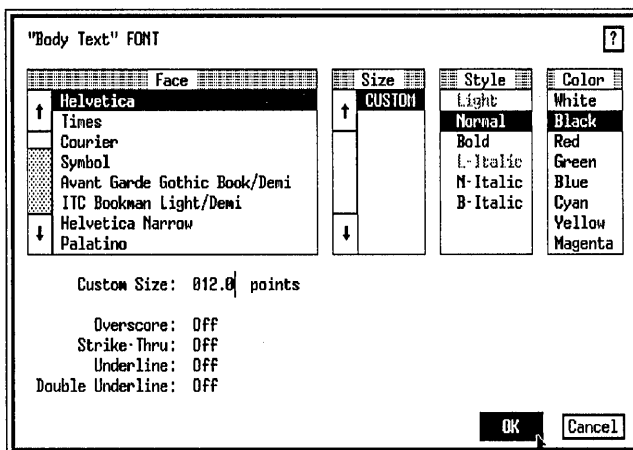 "Body Text" FONT ?
Face
Helvetica
Times
Courier
Symbol
Avant Garde Gothic Book/Demi
ITC Bookman Light/Demi
Helvetica Narrow
Palatino
Size
CUSTOM
Style
Light
Normal
Bold
L-Italic
N-Italic
B-Italic
Color
White
Black
Red
Green
Blue
Cyan
Yellow
Magenta
Custom Size: 012.0 points
Overscore: Off
Strike-Thru: Off
Underline: Off
Double Underline: Off
OK Cancel